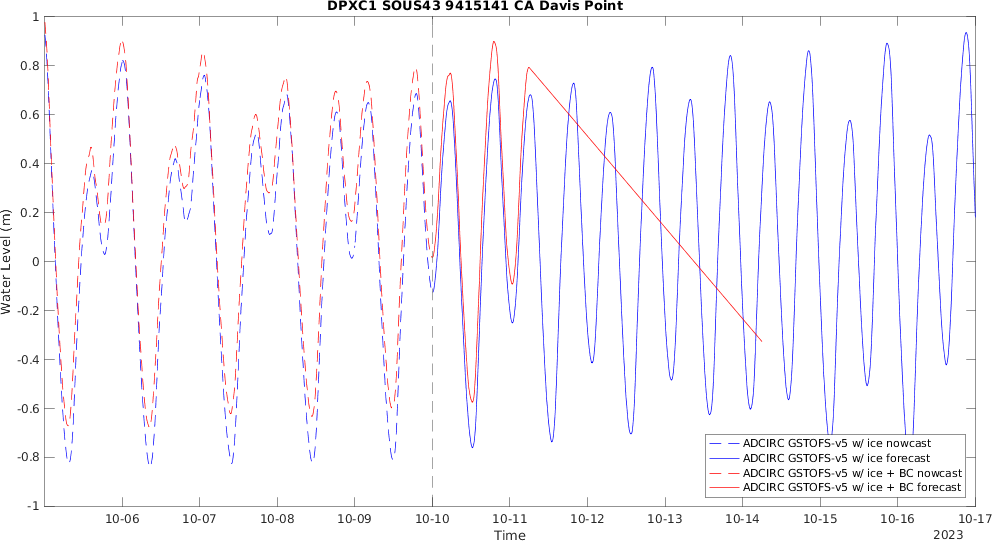 DPXC1 SOUS43 9415141 CA Davis Point
1
0.8
0.6
0.4
0.2
0
-0.2
-0.4
-0.6
-0.8
-1
Water Level (m)
10-06 10-07 10-08 10-09 10-10 10-11 10-12 10-13 10-14 10-15 10-16 10-17
Time
2023
ADCIRC GSTOFS-v5 w/ ice nowcast
ADCIRC GSTOFS-v5 w/ ice forecast
ADCIRC GSTOFS-v5 w/ ice + BC nowcast
ADCIRC GSTOFS-v5 w/ ice + BC forecast